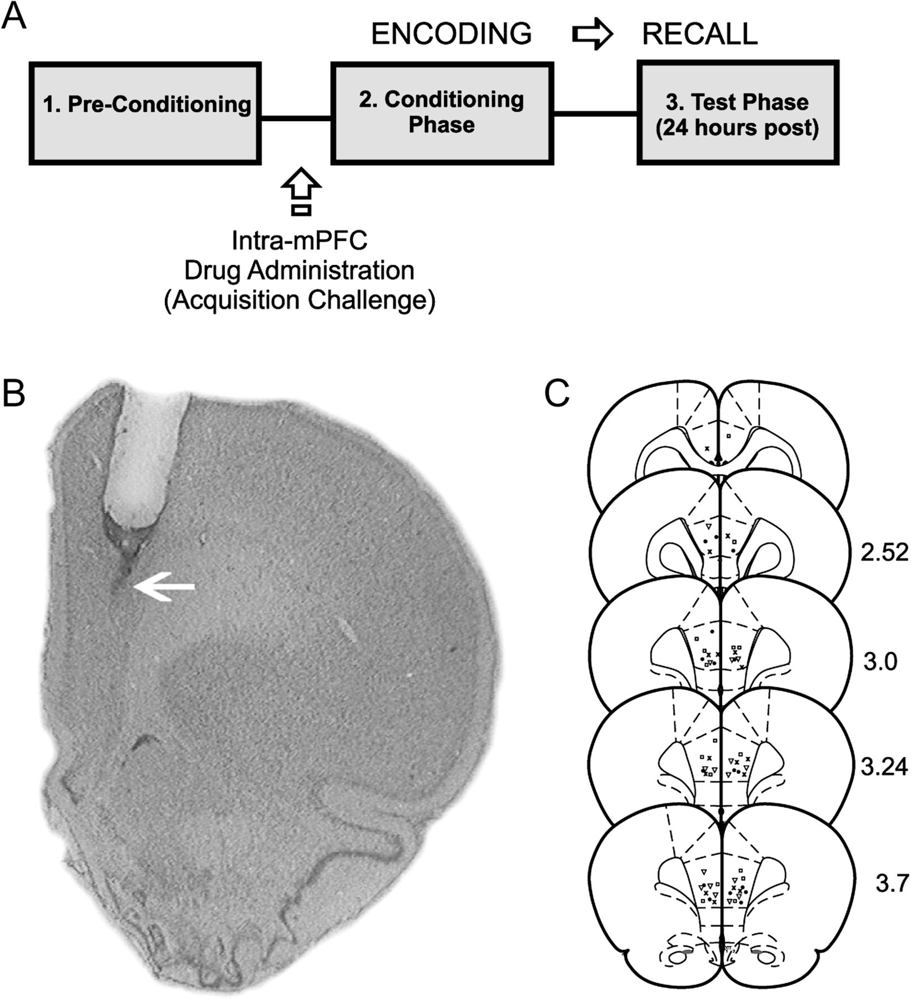 A
ENCODING
RECALL
1. Pre-Conditioning
2. Conditioning
Phase
3. Test Phase
(24 hours post)
Intra-mPFC
Drug Administration
(Acquisition Challenge)
B
C
2.52
3.0
3.24
3.7